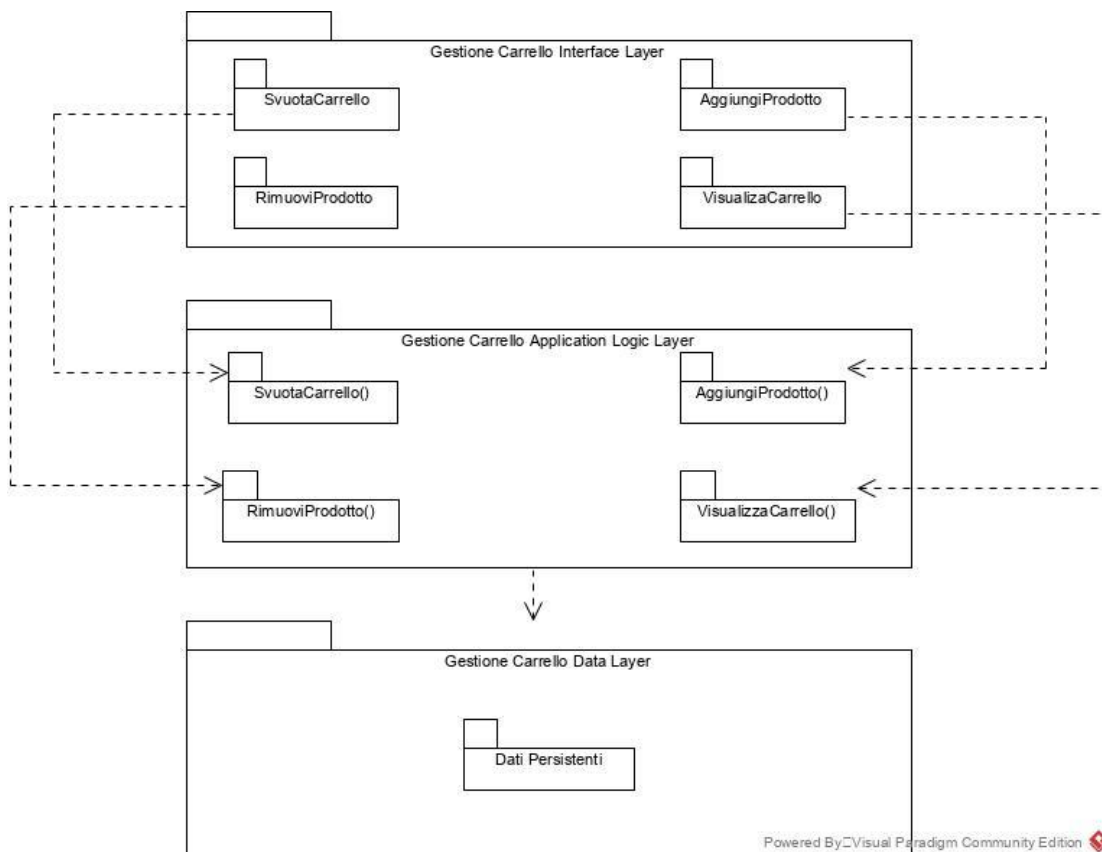 Gestione Carrello Interface Layer
SvuotaCarrello
AggiungiProdotto
RimuoviProdotto
VisualizaCarrello
Gestione Carrello Application Logic Layer
SvuotaCarrello()
AggiungiProdotto()
RimuoviProdotto()
VisualizzaCarrello()
Gestione Carrello Data Layer
Dati Persistenti
Powered By Visual Paradigm Community Edition